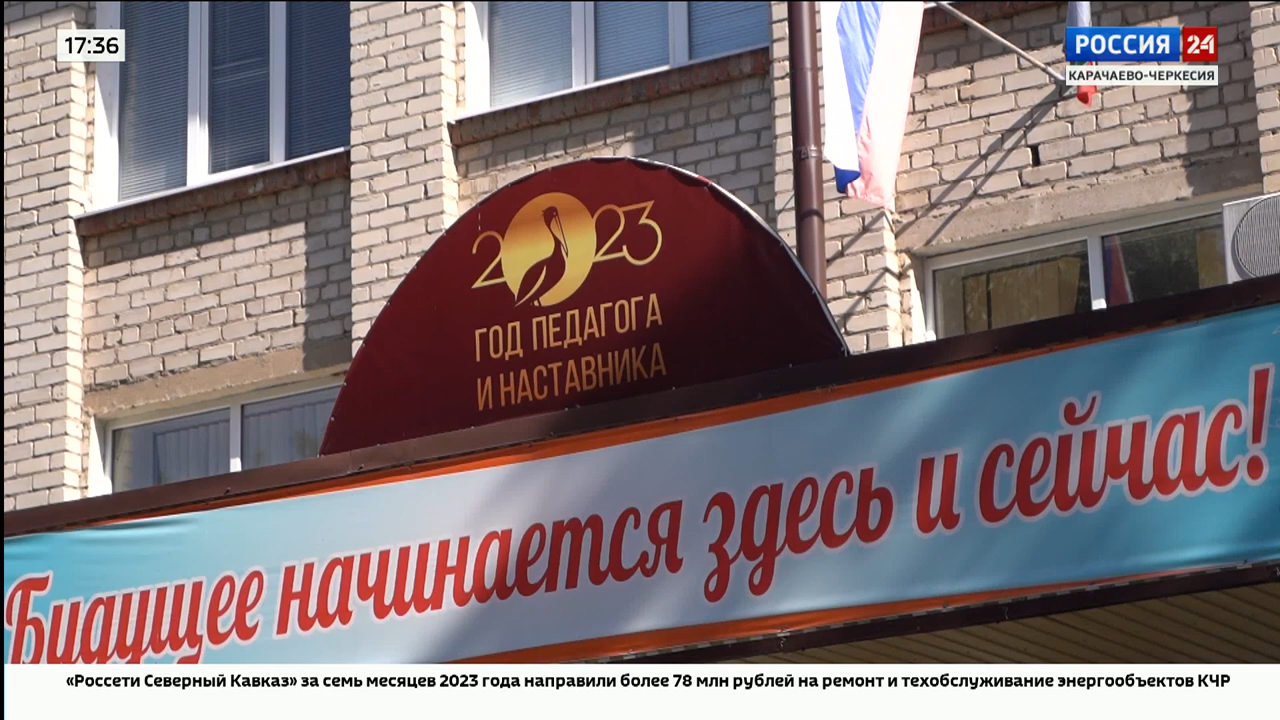 17:36
РОССИЯ 24
КАРАЧАЕВО-ЧЕРКЕСИЯ
2023
ГОД ПЕДАГОГА
И НАСТАВНИКА
Будущее начинается здесь и сейчас!
«Россети Северный Кавказ» за семь месяцев 2023 года направили более 78 млн рублей на ремонт и техобслуживание энергообъектов КЧР